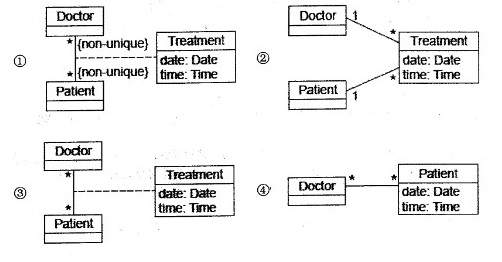 ①
Doctor
* {non-unique}
* {non-unique}
Patient
Treatment
date: Date
time: Time
②
Doctor
1
Patient
1
*
*
Treatment
date: Date
time: Time
③
Doctor
*
*
Patient
Treatment
date: Date
time: Time
④
Doctor
* *
Patient
date: Date
time: Time